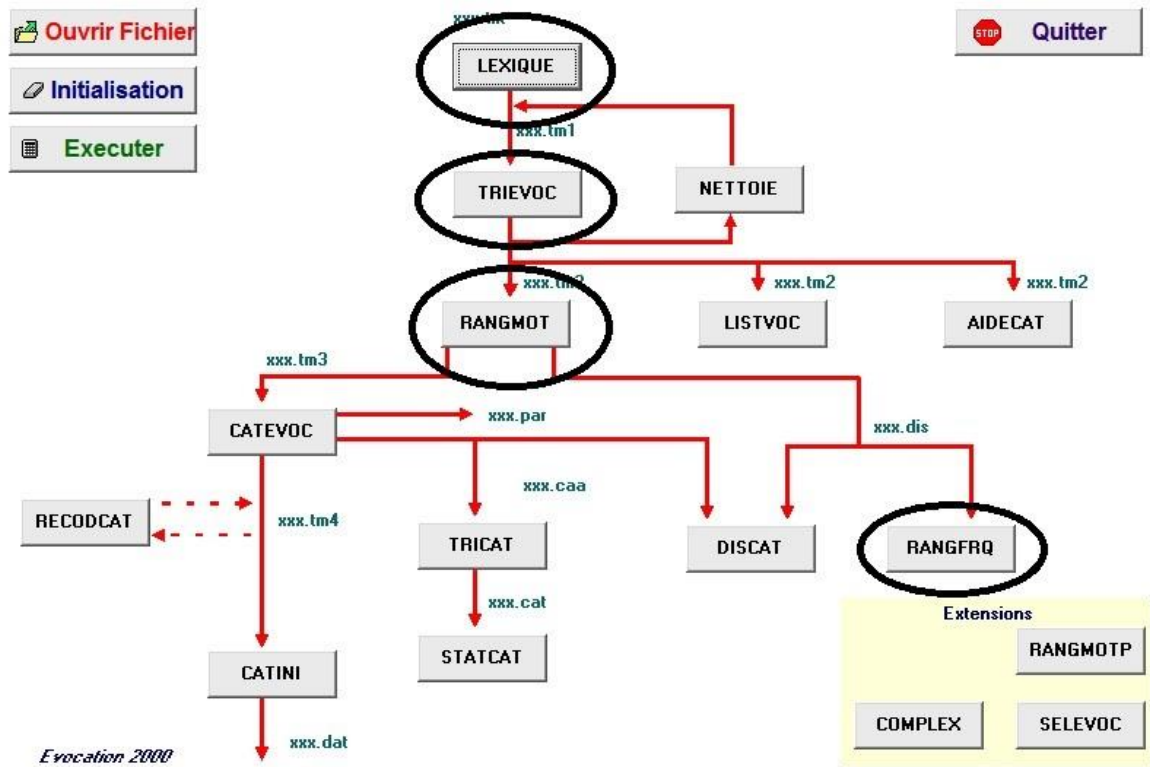 Ouvrir Fichier
Initialisation
Executer
Quitter
LEXIQUE
xxx.tm1
TRIEVOC
NETTOIE
xxx.tm2
xxx.tm2
RANGMOT
LISTVOC
AIDECAT
xxx.tm3
CATEVOC
xxx.par
xxx.dis
xxx.caa
RECODCAT
xxx.tm4
TRICAT
DISCAT
RANGFRQ
xxx.cat
STATCAT
CATINI
xxx.dat
Extensions
RANGMOTP
COMPLEX
SELEVOC
Evocation 2000
STOP